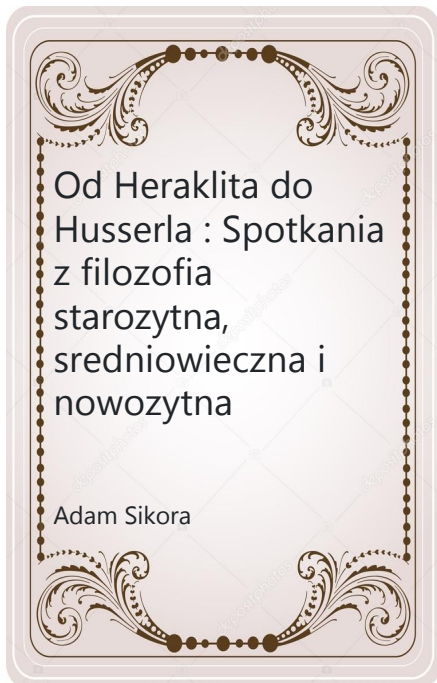 Od Heraklita do
Husserla : Spotkania
z filozofia
starozytna,
sredniowieczna i
nowozytna
Adam Sikora